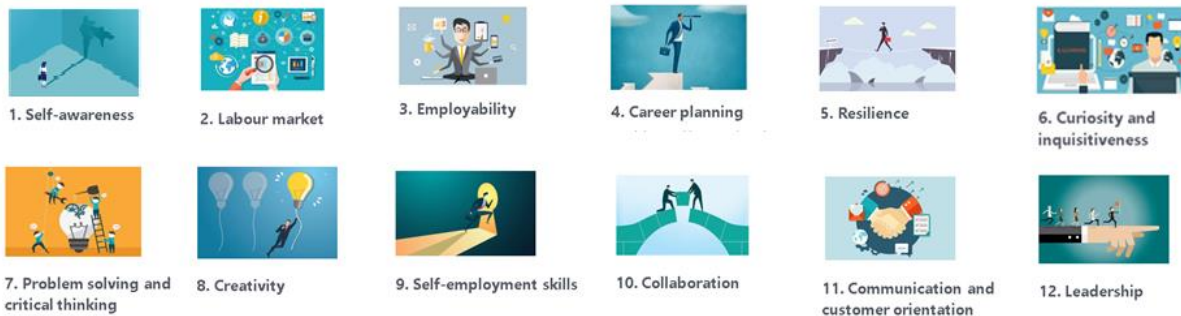 1. Self-awareness
2. Labour market
3. Employability
4. Career planning
5. Resilience
6. Curiosity and
inquisitiveness
7. Problem solving and
critical thinking
8. Creativity
9. Self-employment skills
10. Collaboration
11. Communication and
customer orientation
12. Leadership